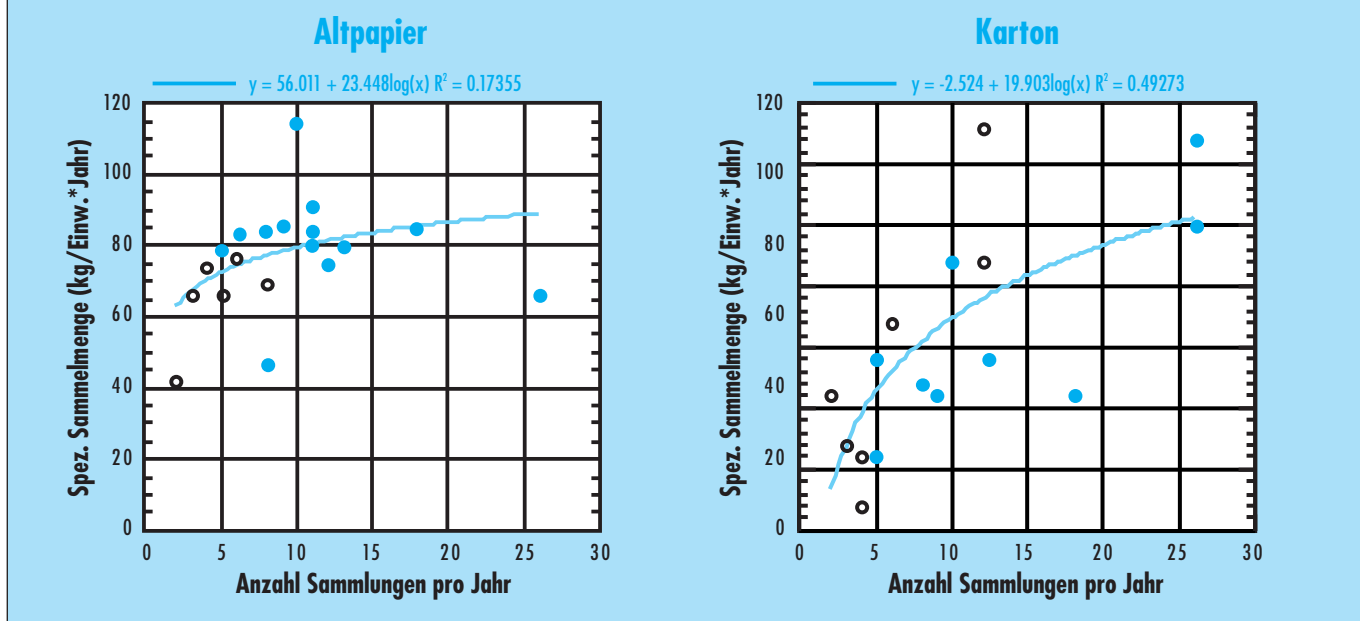 Altpapier
y = 56.011 + 23.448log(x) R² = 0.17355
120
100
80
60
40
20
0
0 5 10 15 20 25 30
Spez. Sammelmenge (kg/Einw.*Jahr)
Anzahl Sammlungen pro Jahr
Karton
y = -2.524 + 19.903log(x) R² = 0.49273
120
100
80
60
40
20
0
0 5 10 15 20 25 30
Spez. Sammelmenge (kg/Einw.*Jahr)
Anzahl Sammlungen pro Jahr